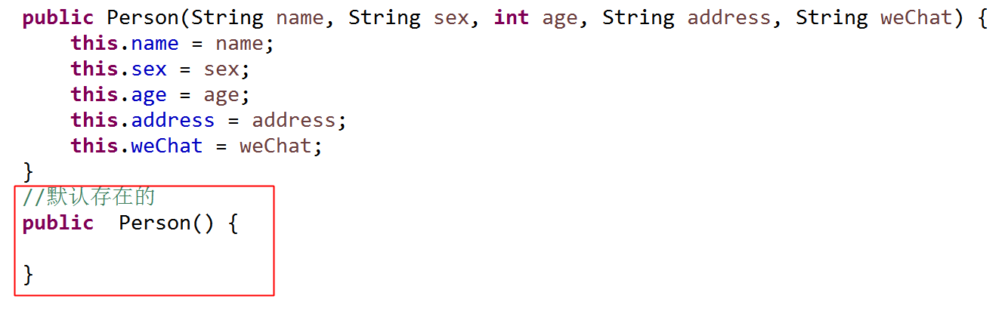 public Person(String name, String sex, int age, String address, String weChat) {
    this.name = name;
    this.sex = sex;
    this.age = age;
    this.address = address;
    this.weChat = weChat;
}
//默认存在的
public  Person() {
}